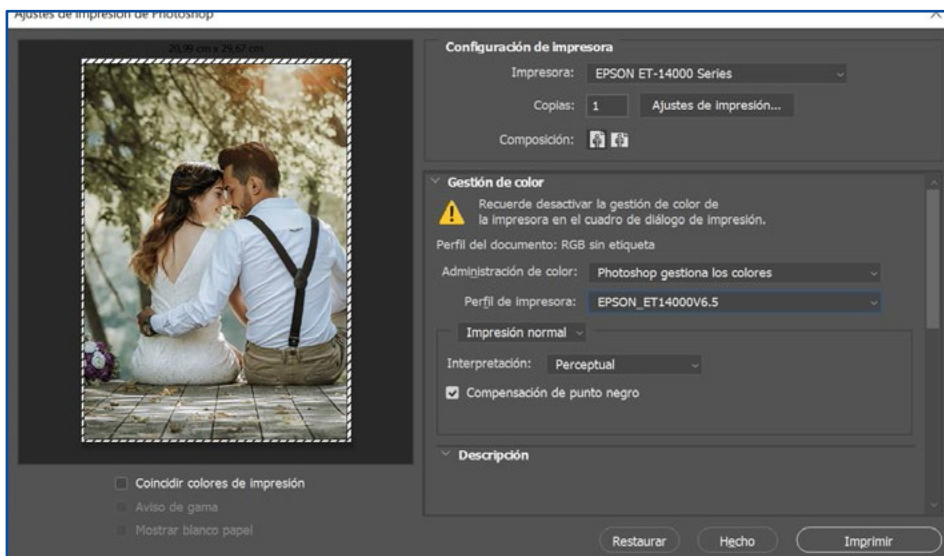 Ajustes de impresión de Photoshop
20,99 cm x 29,67 cm
Configuración de impresora
Impresora: EPSON ET-14000 Series
Copias: 1 Ajustes de impresión...
Composición:
Gestión de color
Recuerde desactivar la gestión de color de
la impresora en el cuadro de diálogo de impresión.
Perfil del documento: RGB sin etiqueta
Administración de color: Photoshop gestiona los colores
Perfil de impresora: EPSON_ET14000V6.5
Impresión normal
Interpretación: Perceptual
Compensación de punto negro
Descripción
Coincidir colores de impresión
Aviso de gama
Mostrar blanco papel
Restaurar Hecho Imprimir